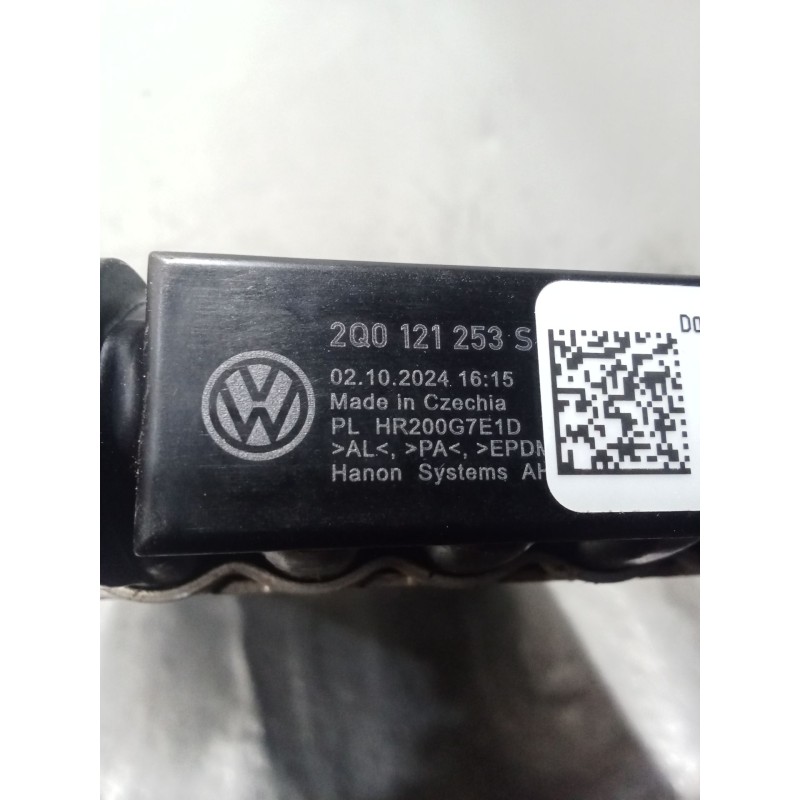 2Q0 121 253 S
02.10.2024 16:15
Made in Czechia
PL HR200G7E1D
>AL<, >PA<, >EPDM
Hanon Systems AH
DO